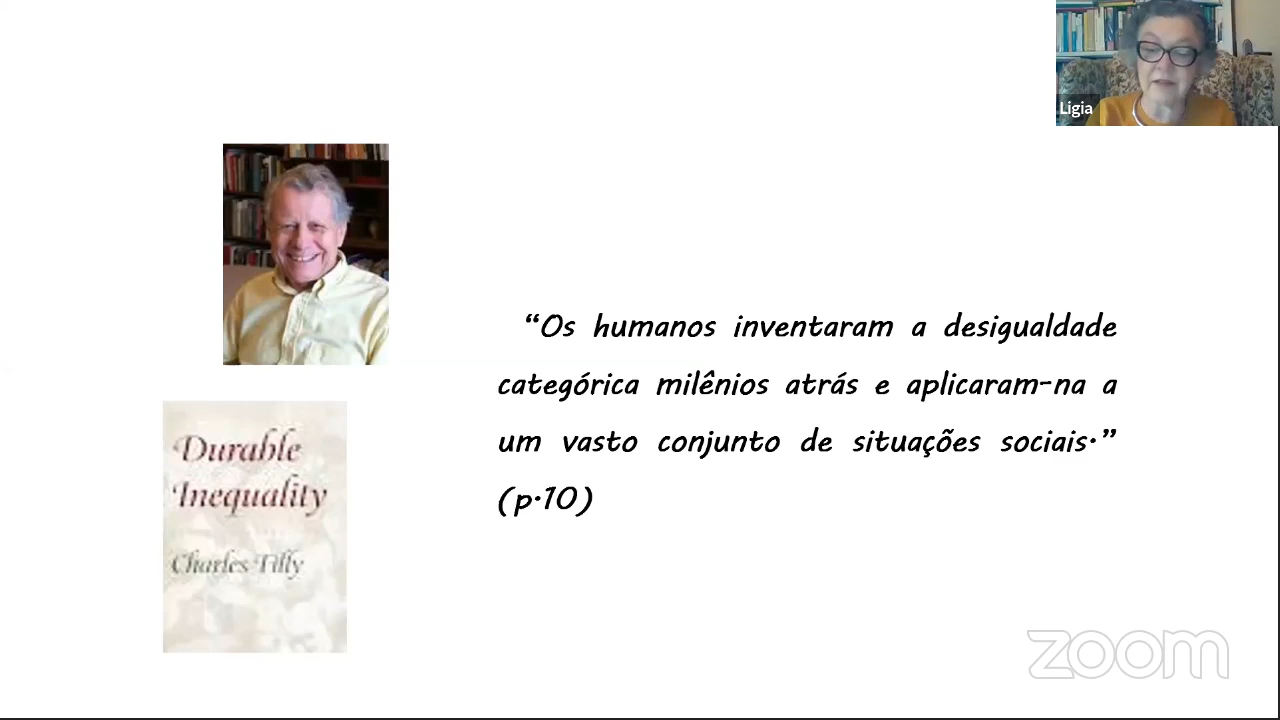 Ligia
“Os humanos inventaram a desigualdade
categórica milênios atrás e aplicaram-na a
um vasto conjunto de situações sociais.”
(p.10)
Durable
Inequality
Charles Tilly
zoom